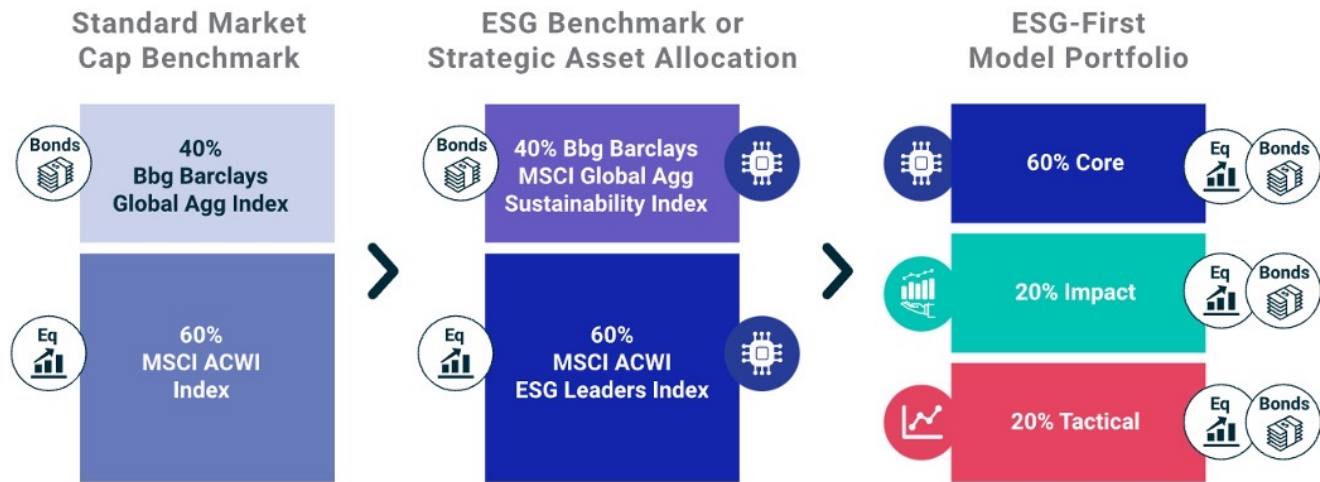 Standard Market
Cap Benchmark
Bonds
40%
Bbg Barclays
Global Agg Index
Eq
60%
MSCI ACWI
Index
ESG Benchmark or
Strategic Asset Allocation
Bonds
40% Bbg Barclays
MSCI Global Agg
Sustainability Index
Eq
60%
MSCI ACWI
ESG Leaders Index
ESG-First
Model Portfolio
60% Core
Eq
Bonds
20% Impact
Eq
Bonds
20% Tactical
Eq
Bonds